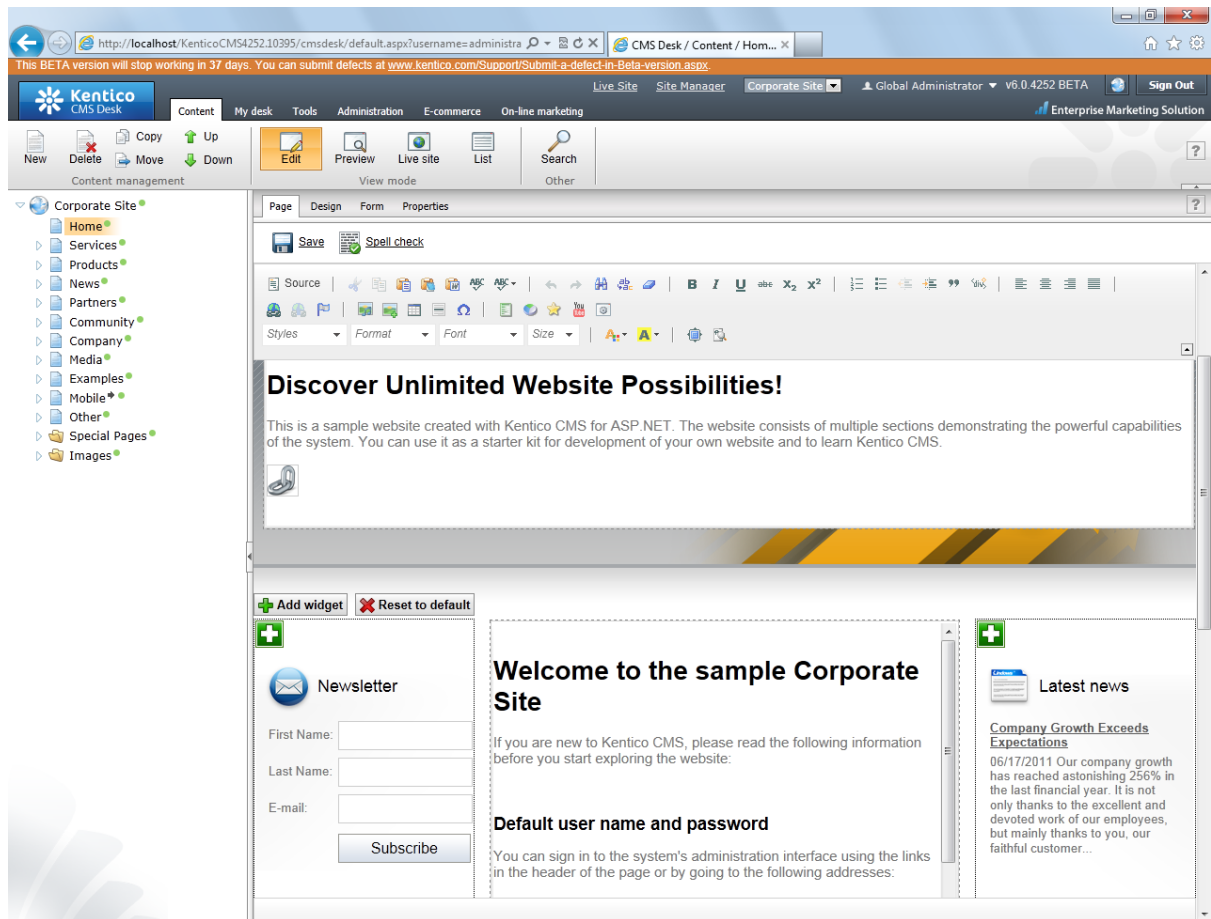 http://localhost/KenticoCMS4252.10395/cmsdesk/default.aspx?username=administra
CMS Desk / Content / Hom...
This BETA version will stop working in 37 days. You can submit defects at www.kentico.com/Support/Submit-a-defect-in-Beta-version.aspx.
Kentico
CMS Desk
Live Site Site Manager Corporate Site Global Administrator v6.0.4252 BETA Sign Out
Content My desk Tools Administration E-commerce On-line marketing Enterprise Marketing Solution
New Delete Copy Move Up Down
Content management
Edit Preview Live site List
View mode
Search
Other
?
Corporate Site
Home
Services
Products
News
Partners
Community
Company
Media
Examples
Mobile
Other
Special Pages
Images
Page Design Form Properties ?
Save Spell check
Source ABC ABC B I U abc X2 X2
Styles Format Font Size A A
Discover Unlimited Website Possibilities!
This is a sample website created with Kentico CMS for ASP.NET. The website consists of multiple sections demonstrating the powerful capabilities
of the system. You can use it as a starter kit for development of your own website and to learn Kentico CMS.
Add widget Reset to default
Newsletter
First Name:
Last Name:
E-mail:
Subscribe
Welcome to the sample Corporate
Site
If you are new to Kentico CMS, please read the following information
before you start exploring the website:
Default user name and password
You can sign in to the system's administration interface using the links
in the header of the page or by going to the following addresses:
Latest news
Company Growth Exceeds
Expectations
06/17/2011 Our company growth
has reached astonishing 256% in
the last financial year. It is not
only thanks to the excellent and
devoted work of our employees,
but mainly thanks to you, our
faithful customer...